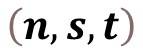 (n, s, t)